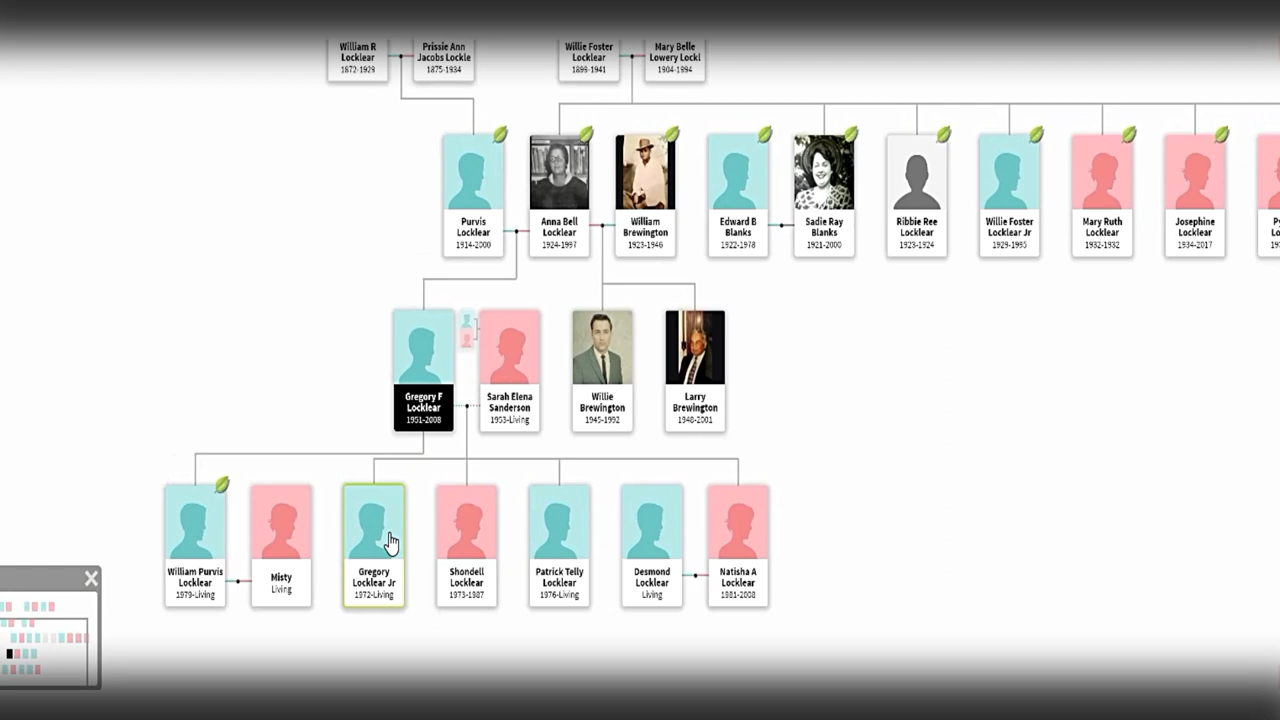 William R
Locklear
1872-1929
Prissie Ann
Jacobs Lockle
1875-1934
Willie Foster
Locklear
1899-1941
Mary Belle
Lowery Lockl
1904-1994
Purvis
Locklear
1914-2000
Anna Bell
Locklear
1924-1997
William
Brewington
1923-1946
Edward B
Blanks
1922-1978
Sadie Ray
Blanks
1921-2000
Ribbie Ree
Locklear
1923-1924
Willie Foster
Locklear Jr
1929-1995
Mary Ruth
Locklear
1932-1932
Josephine
Locklear
1934-2017
Gregory F
Locklear
1951-2008
Sarah Elena
Sanderson
1953-Living
Willie
Brewington
1945-1992
Larry
Brewington
1948-2001
William Purvis
Locklear
1979-Living
Misty
Living
Gregory
Locklear Jr
1972-Living
Shondell
Locklear
1973-1987
Patrick Telly
Locklear
1976-Living
Desmond
Locklear
Living
Natisha A
Locklear
1981-2008